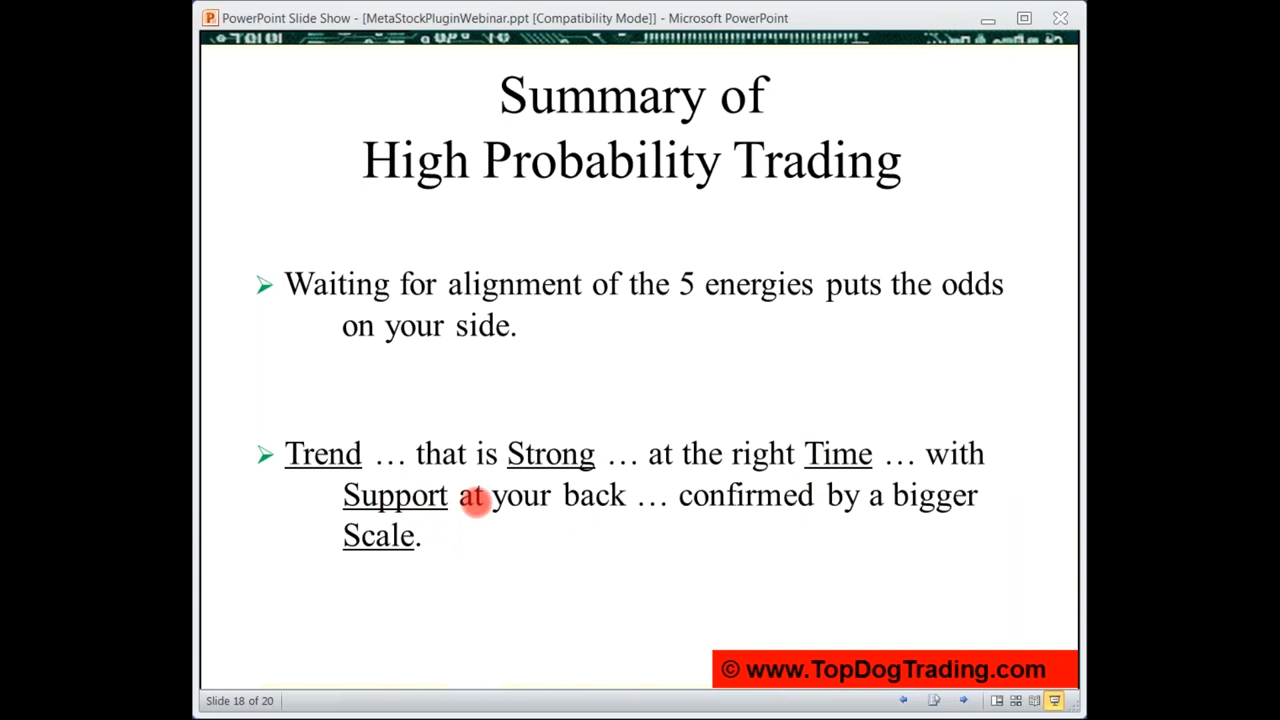 PowerPoint Slide Show - [MetaStockPluginWebinar.ppt [Compatibility Mode]] - Microsoft PowerPoint
Summary of
High Probability Trading
Waiting for alignment of the 5 energies puts the odds
on your side.
Trend … that is Strong … at the right Time … with
Support at your back … confirmed by a bigger
Scale.
© www.TopDogTrading.com
Slide 18 of 20